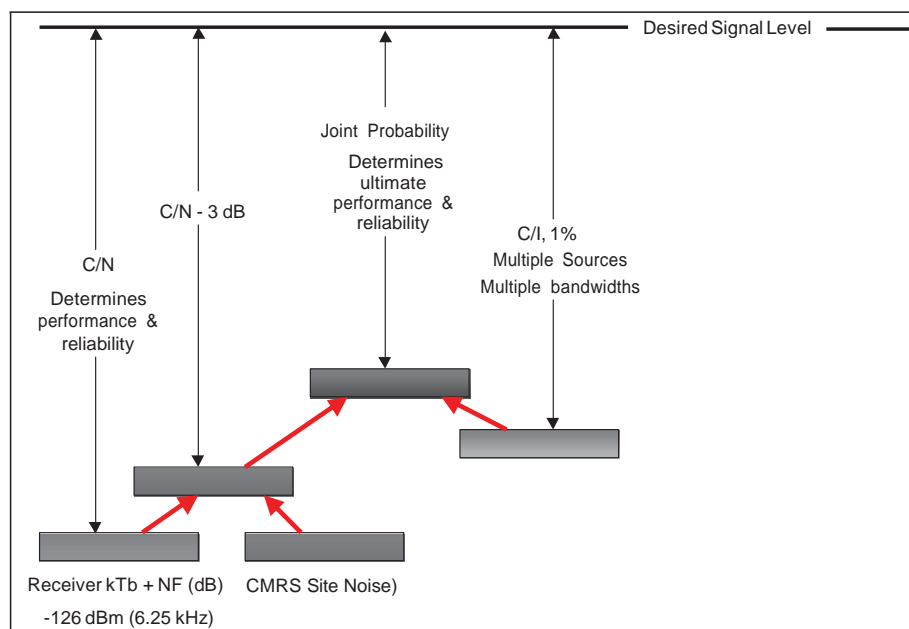 Desired Signal Level
Joint Probability
Determines
ultimate
performance &
reliability
C/N - 3 dB
C/I, 1%
Multiple Sources
Multiple bandwidths
C/N
Determines
performance &
reliability
Receiver kTb + NF (dB)
-126 dBm (6.25 kHz)
CMRS Site Noise)